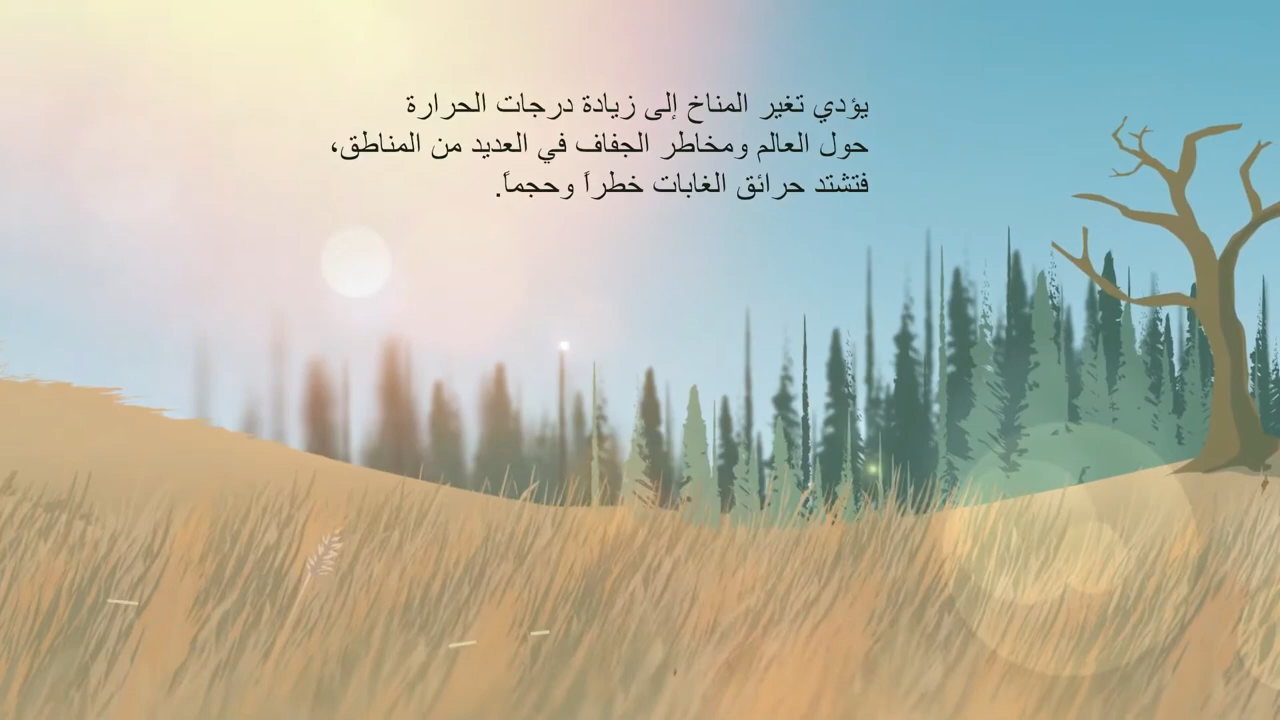 يؤدي تغير المناخ إلى زيادة درجات الحرارة
حول العالم ومخاطر الجفاف في العديد من المناطق،
فتشتد حرائق الغابات خطراً وحجماً.